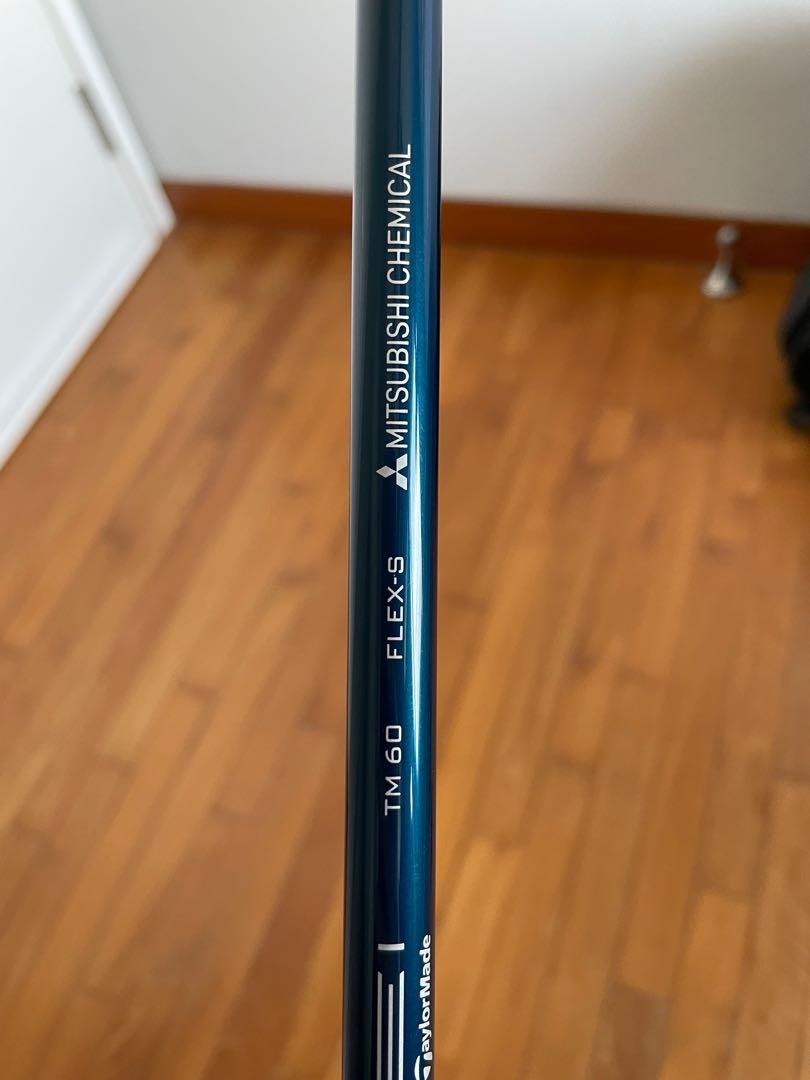 MITSUBISHI CHEMICAL
FLEX-S
TM 60
TaylorMade